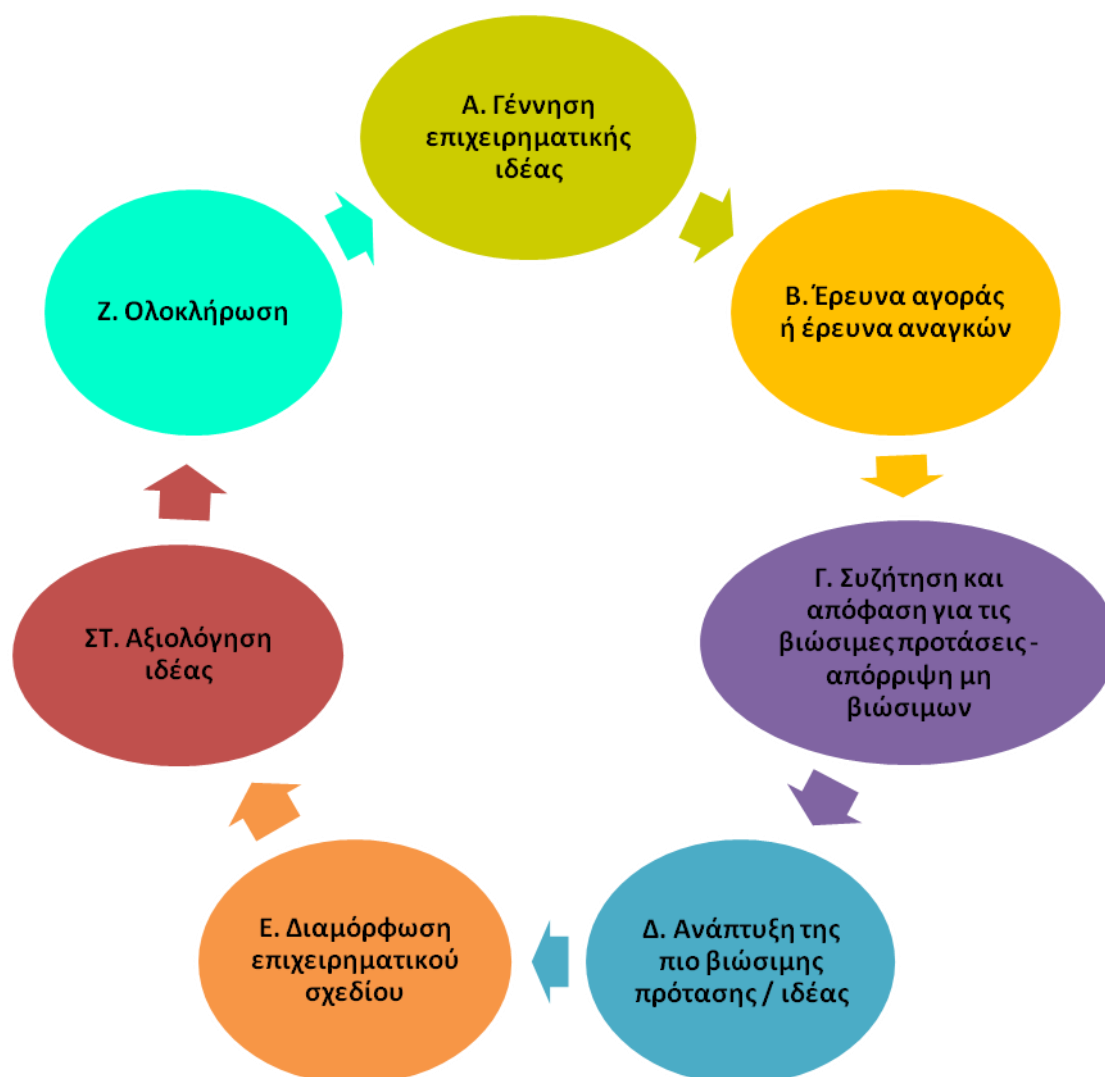 Α. Γέννηση
επιχειρηματικής
ιδέας
Β. Έρευνα αγοράς
ή έρευνα αναγκών
Γ. Συζήτηση και
απόφαση για τις
βιώσιμες προτάσεις -
απόρριψη μη
βιώσιμων
Δ. Ανάπτυξη της
πιο βιώσιμης
πρότασης / ιδέας
Ε. Διαμόρφωση
επιχειρηματικού
σχεδίου
ΣΤ. Αξιολόγηση
ιδέας
Ζ. Ολοκλήρωση